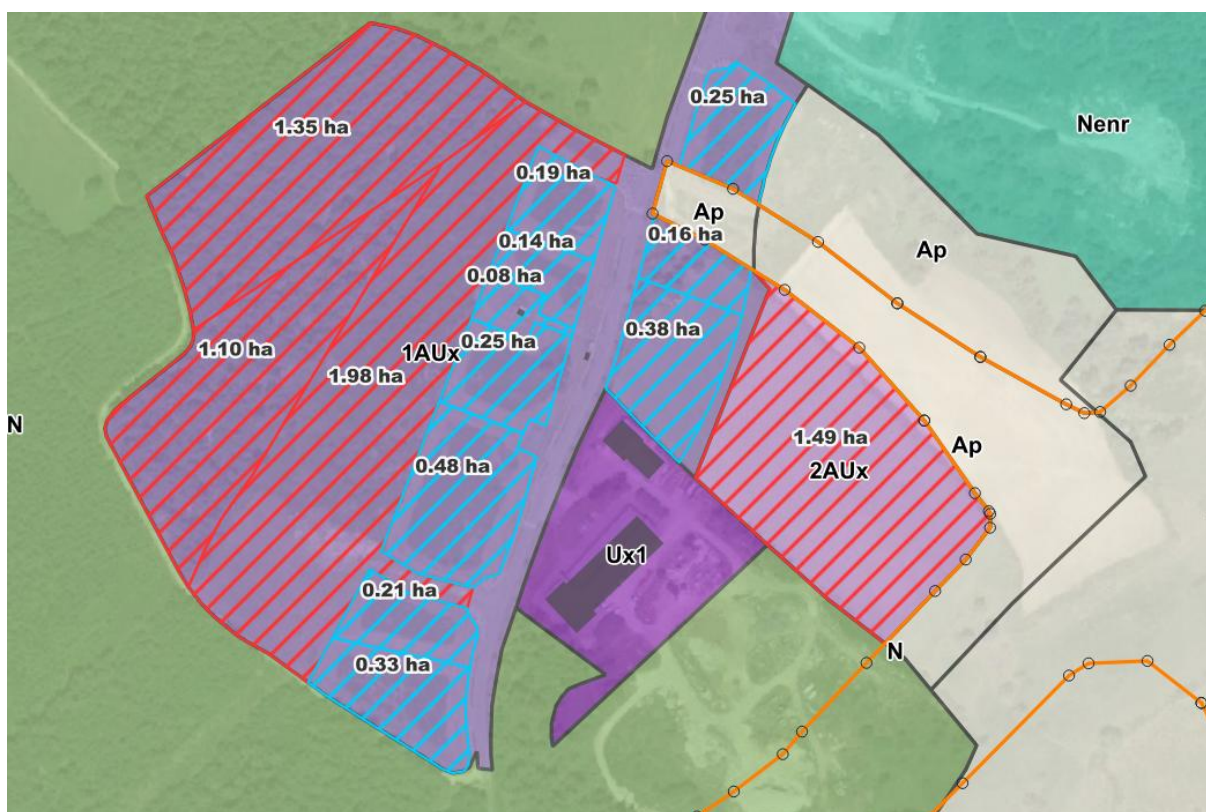 0.25 ha
1.35 ha
Nenr
0.19 ha
Ap
0.16 ha
0.14 ha
Ap
0.08 ha
0.38 ha
0.25 ha
1.10 ha
1AUx
1.98 ha
N
1.49 ha
Ap
2AUx
0.48 ha
Ux1
0.21 ha
N
0.33 ha